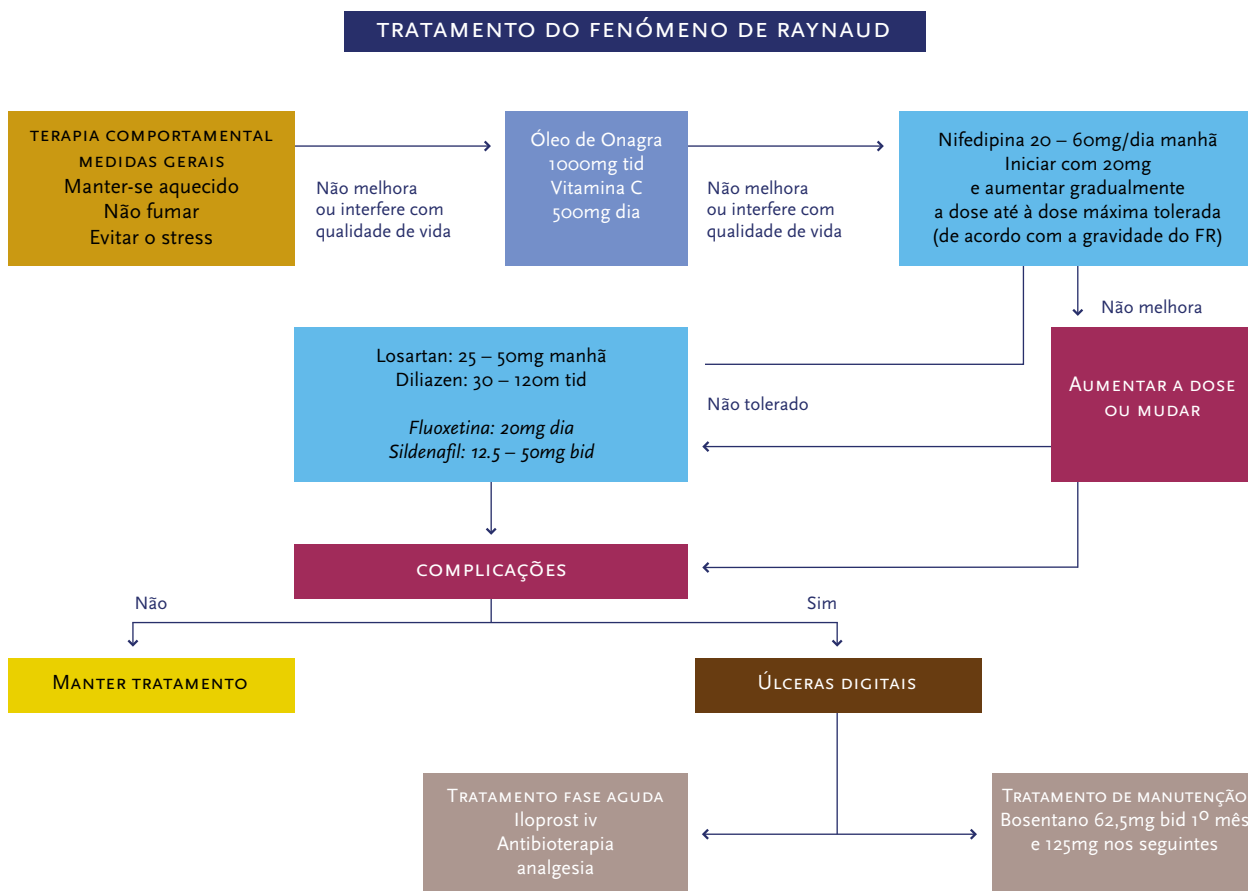 TRATAMENTO DO FENÓMENO DE RAYNAUD
TERAPIA COMPORTAMENTAL
MEDIDAS GERAIS
Manter-se aquecido
Não fumar
Evitar o stress
Não melhora
ou interfere com
qualidade de vida
Óleo de Onagra
1000mg tid
Vitamina C
500mg dia
Não melhora
ou interfere com
qualidade de vida
Nifedipina 20 – 60mg/dia manhã
Iniciar com 20mg
e aumentar gradualmente
a dose até à dose máxima tolerada
(de acordo com a gravidade do FR)
Não melhora
Losartan: 25 – 50mg manhã
Diliazen: 30 – 120m tid
Fluoxetina: 20mg dia
Sildenafil: 12.5 – 50mg bid
Não tolerado
AUMENTAR A DOSE
OU MUDAR
COMPLICAÇÕES
Não
Sim
MANTER TRATAMENTO
ÚLCERAS DIGITAIS
TRATAMENTO FASE AGUDA
Iloprost iv
Antibioterapia
analgesia
TRATAMENTO DE MANUTENÇÃO
Bosentano 62,5mg bid 1º mês
e 125mg nos seguintes